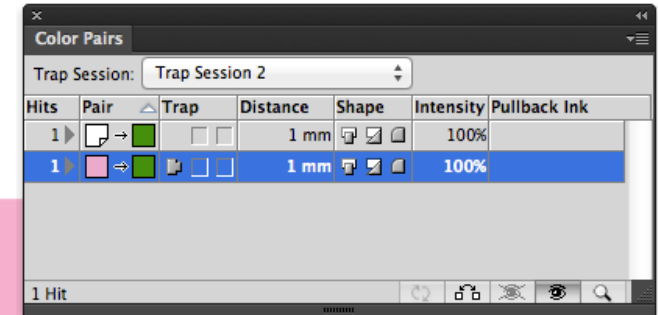 Color Pairs
Trap Session: Trap Session 2
Hits Pair Trap Distance Shape Intensity Pullback Ink
1 1 mm 100%
1 1 mm 100%
1 Hit